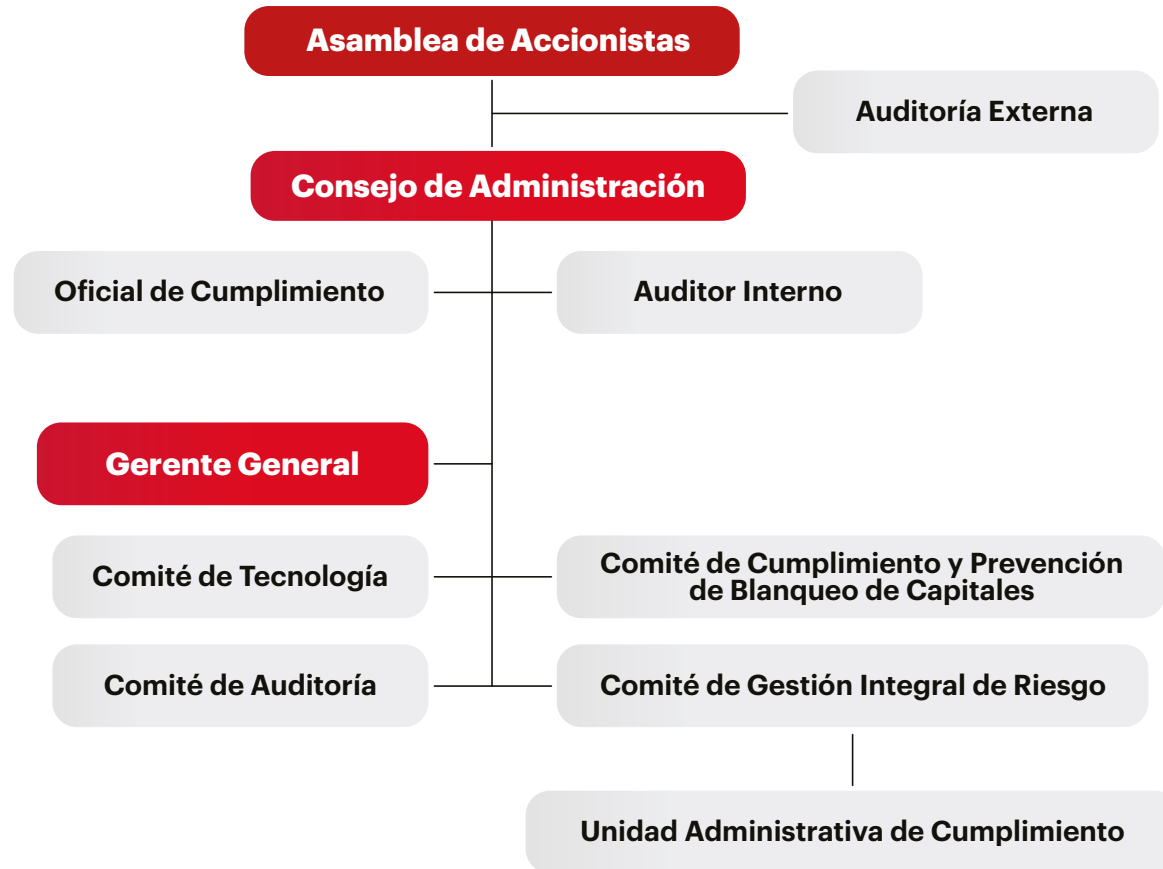 Asamblea de Accionistas
Auditoría Externa
Consejo de Administración
Oficial de Cumplimiento
Auditor Interno
Gerente General
Comité de Tecnología
Comité de Cumplimiento y Prevención
de Blanqueo de Capitales
Comité de Auditoría
Comité de Gestión Integral de Riesgo
Unidad Administrativa de Cumplimiento